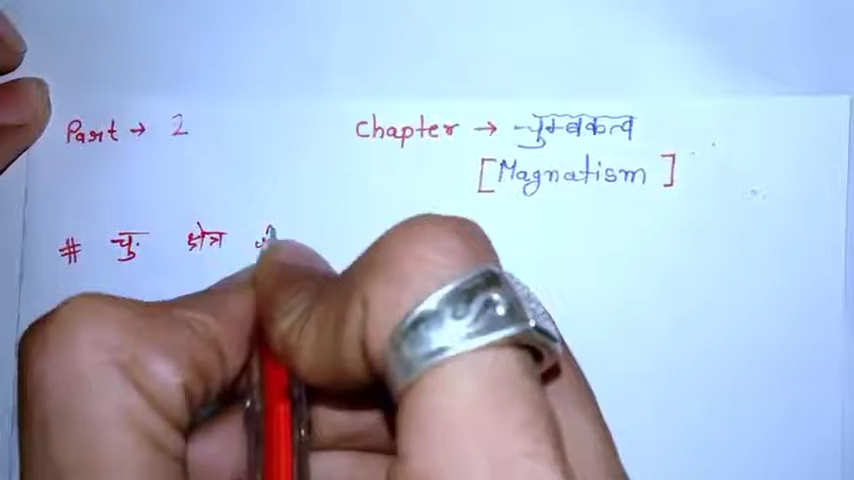 Part → 2
Chapter → चुम्बकत्व
[Magnatism]
# चु. क्षेत्र